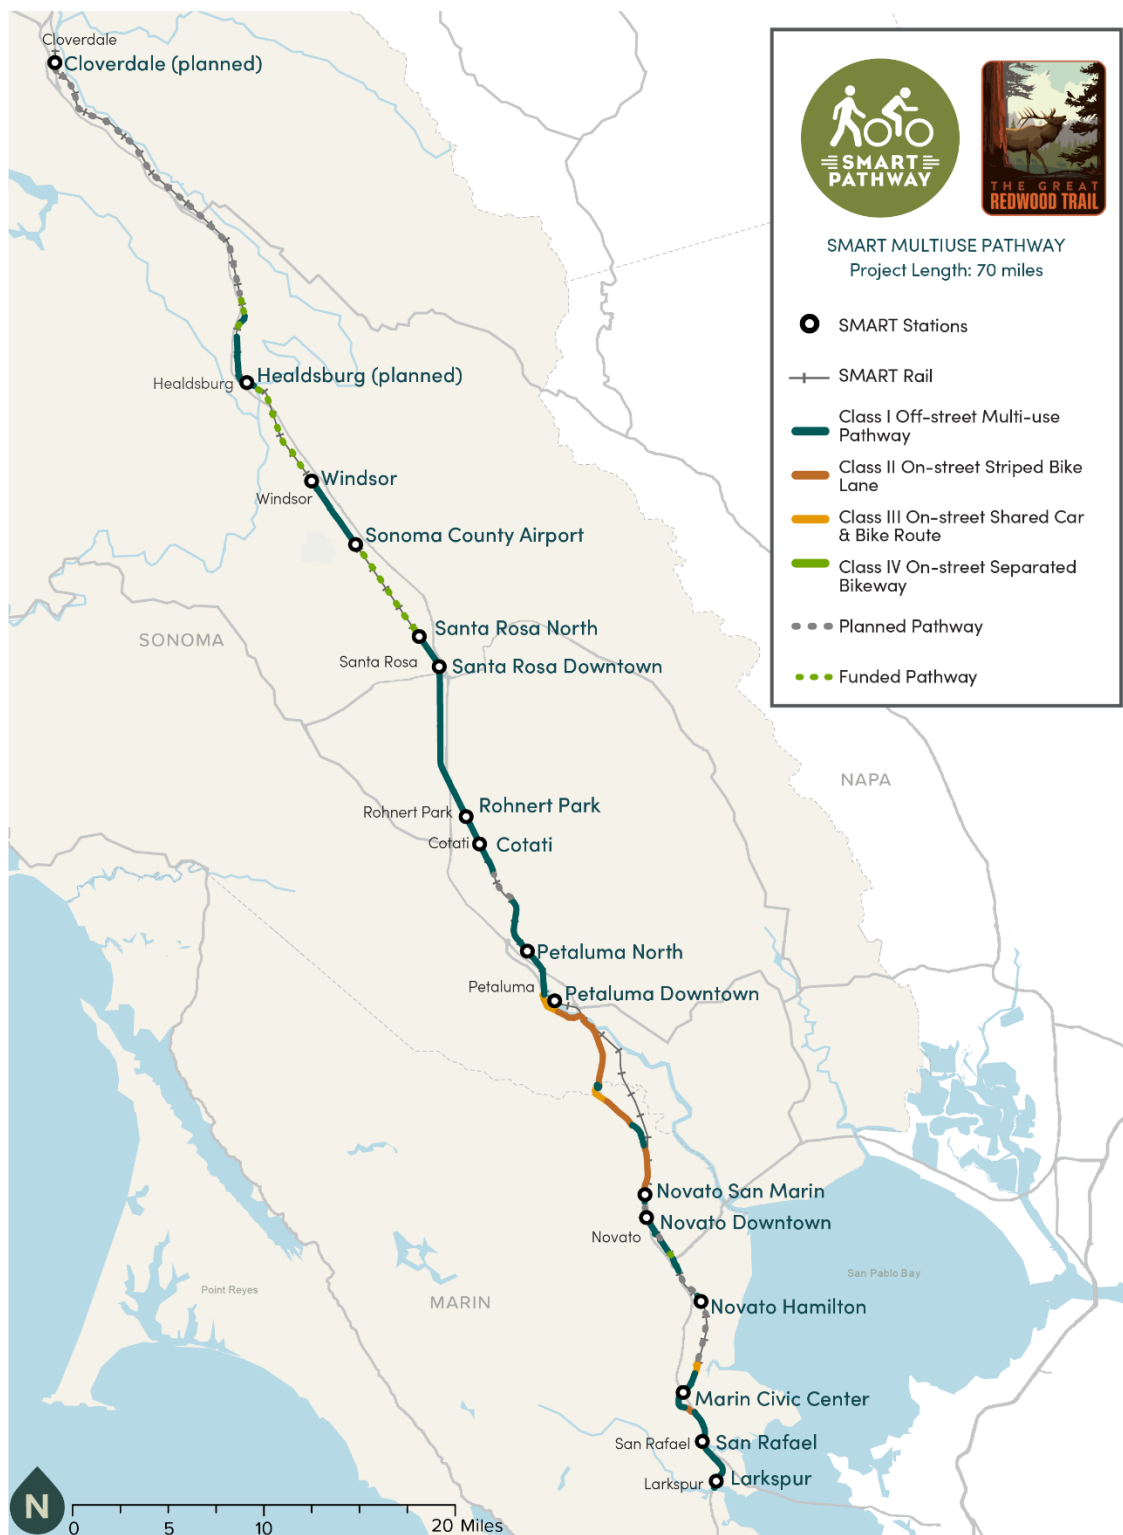 Cloverdale
Cloverdale (planned)
SMART
PATHWAY
THE GREAT
REDWOOD TRAIL
SMART MULTIUSE PATHWAY
Project Length: 70 miles
SMART Stations
SMART Rail
Class I Off-street Multi-use
Pathway
Class II On-street Striped Bike
Lane
Class III On-street Shared Car
& Bike Route
Class IV On-street Separated
Bikeway
Planned Pathway
Funded Pathway
Healdsburg
Healdsburg (planned)
Windsor
Windsor
Sonoma County Airport
SONOMA
Santa Rosa North
Santa Rosa
Santa Rosa Downtown
NAPA
Rohnert Park
Rohnert Park
Cotati
Cotati
Petaluma North
Petaluma
Petaluma Downtown
Novato San Marin
Novato Downtown
Novato
San Pablo Bay
Point Reyes
MARIN
Novato Hamilton
Marin Civic Center
San Rafael
San Rafael
Larkspur
Larkspur
N
0
5
10
20 Miles